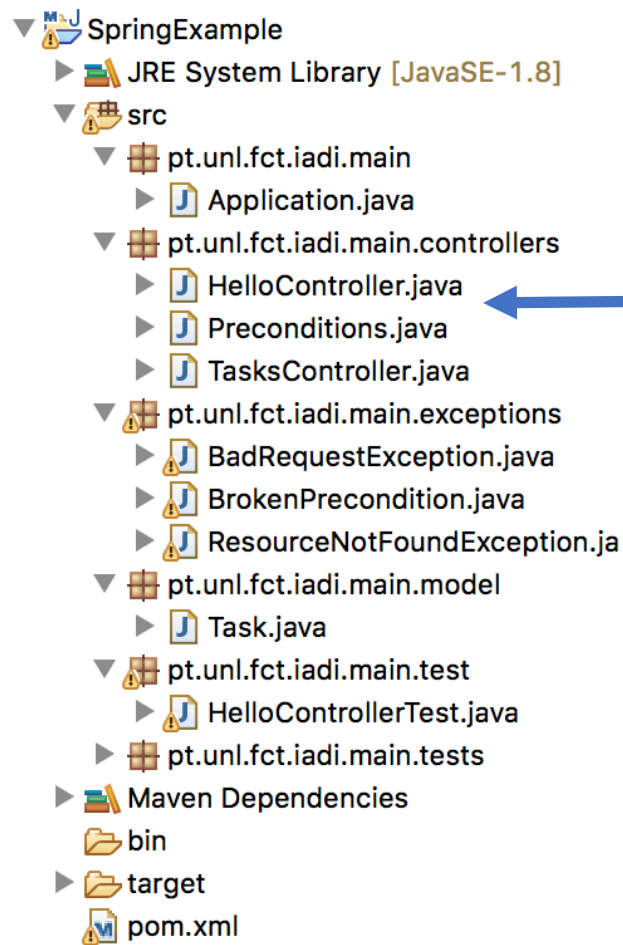 SpringExample
JRE System Library [JavaSE-1.8]
src
pt.unl.fct.iadi.main
Application.java
pt.unl.fct.iadi.main.controllers
HelloController.java
Preconditions.java
TasksController.java
pt.unl.fct.iadi.main.exceptions
BadRequestException.java
BrokenPrecondition.java
ResourceNotFoundException.ja
pt.unl.fct.iadi.main.model
Task.java
pt.unl.fct.iadi.main.test
HelloControllerTest.java
pt.unl.fct.iadi.main.tests
Maven Dependencies
bin
target
pom.xml